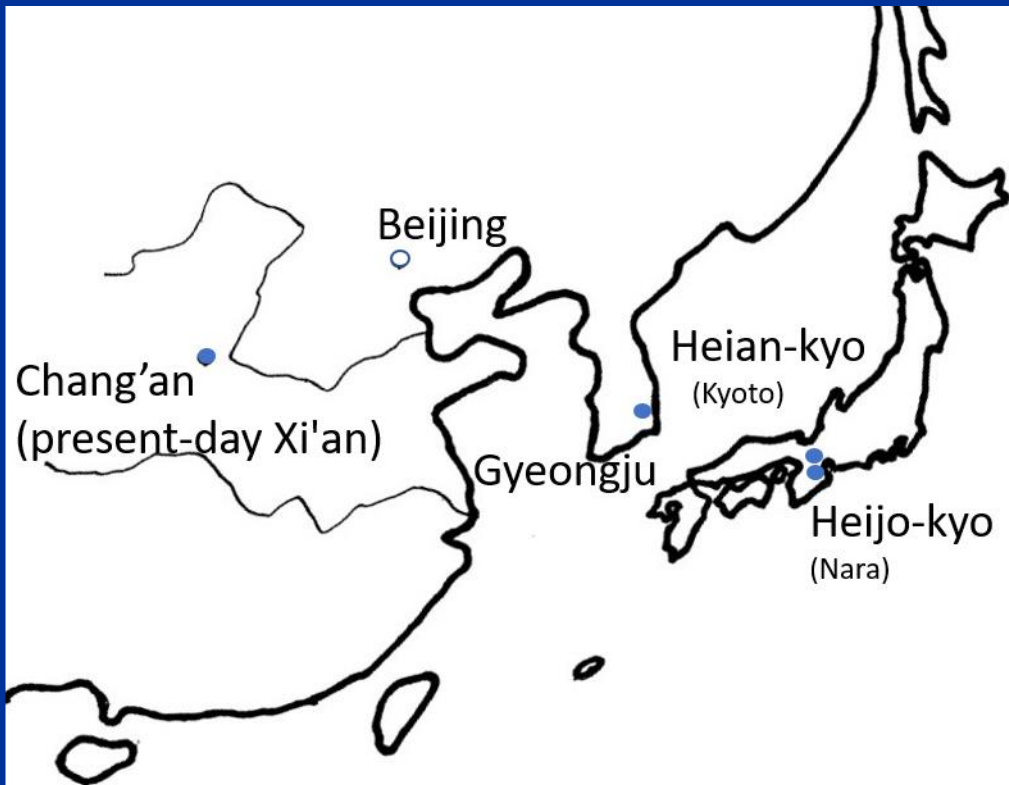 Beijing
Heian-kyo
(Kyoto)
Chang’an
(present-day Xi'an)
Gyeongju
Heijo-kyo
(Nara)